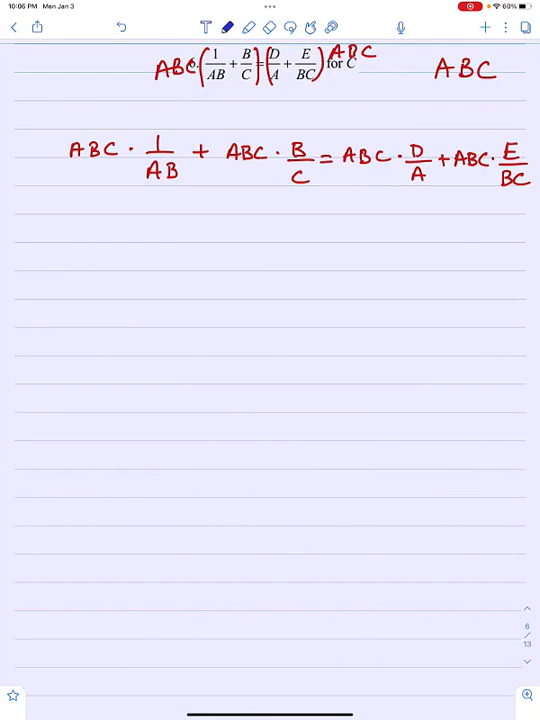 10:06 PM Mon Jan 3
60%
ABC 6. (1/AB + B/C) = (D/A + E/BC) ABC for C
ABC
ABC · 1/AB + ABC · B/C = ABC · D/A + ABC · E/BC
6
/
13